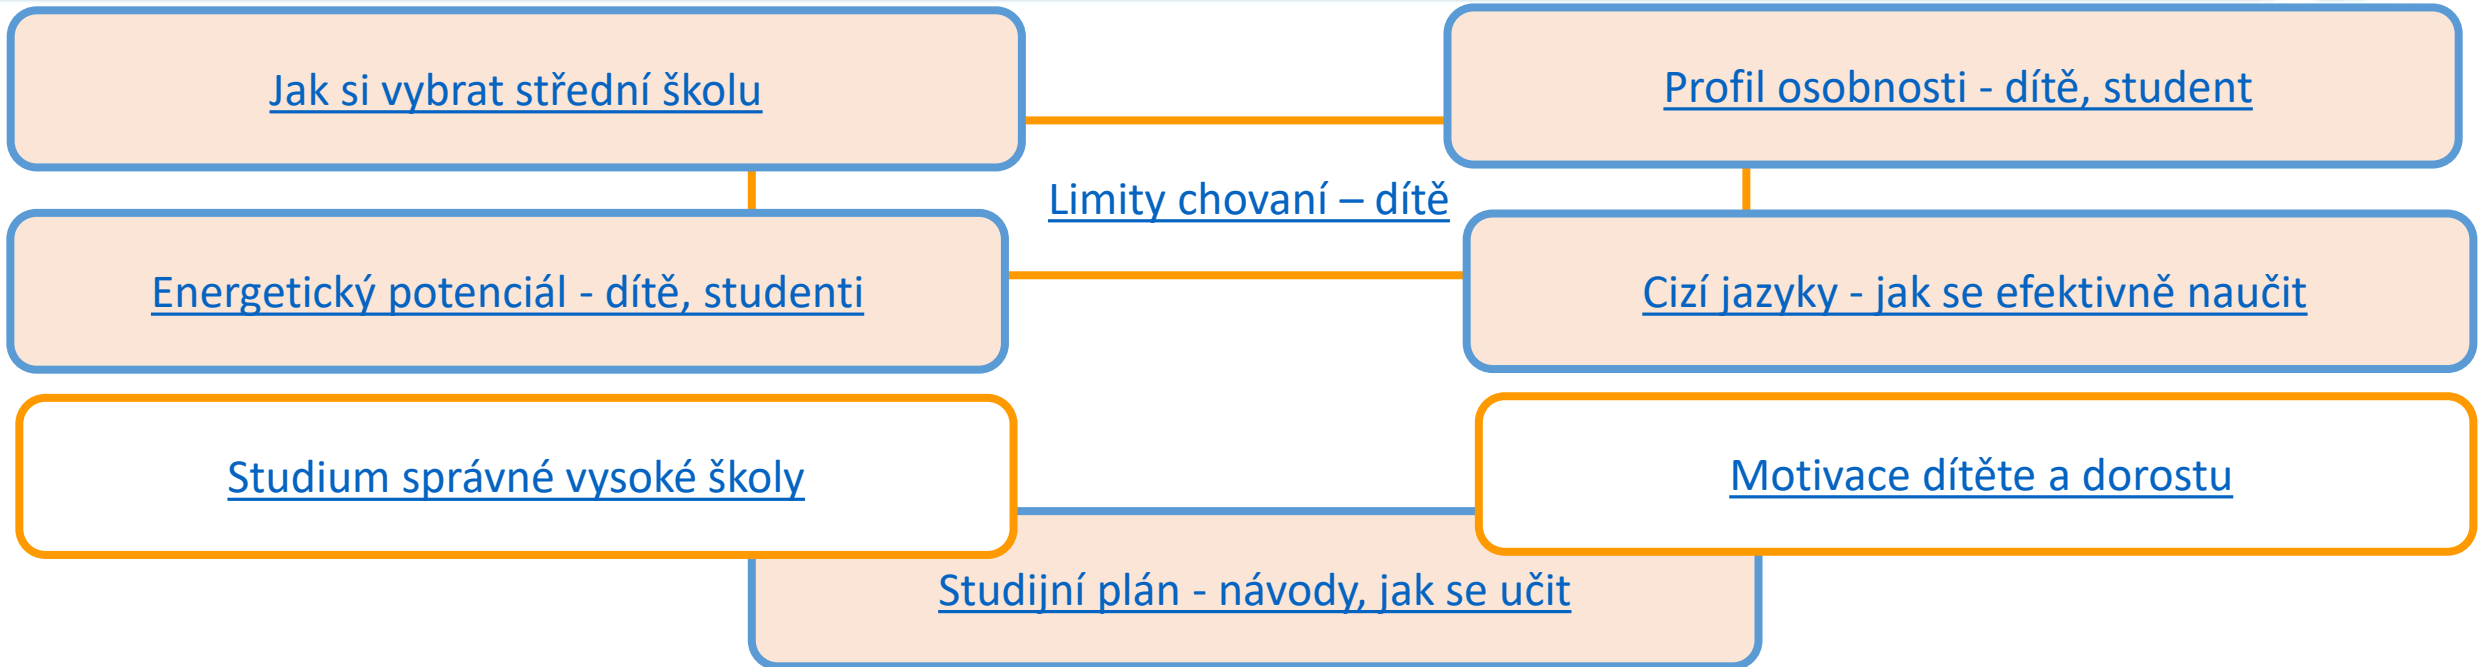 Jak si vybrat střední školu
Profil osobnosti - dítě, student
Limity chovaní – dítě
Energetický potenciál - dítě, studenti
Cizí jazyky - jak se efektivně naučit
Studium správné vysoké školy
Motivace dítěte a dorostu
Studijní plán - návody, jak se učit